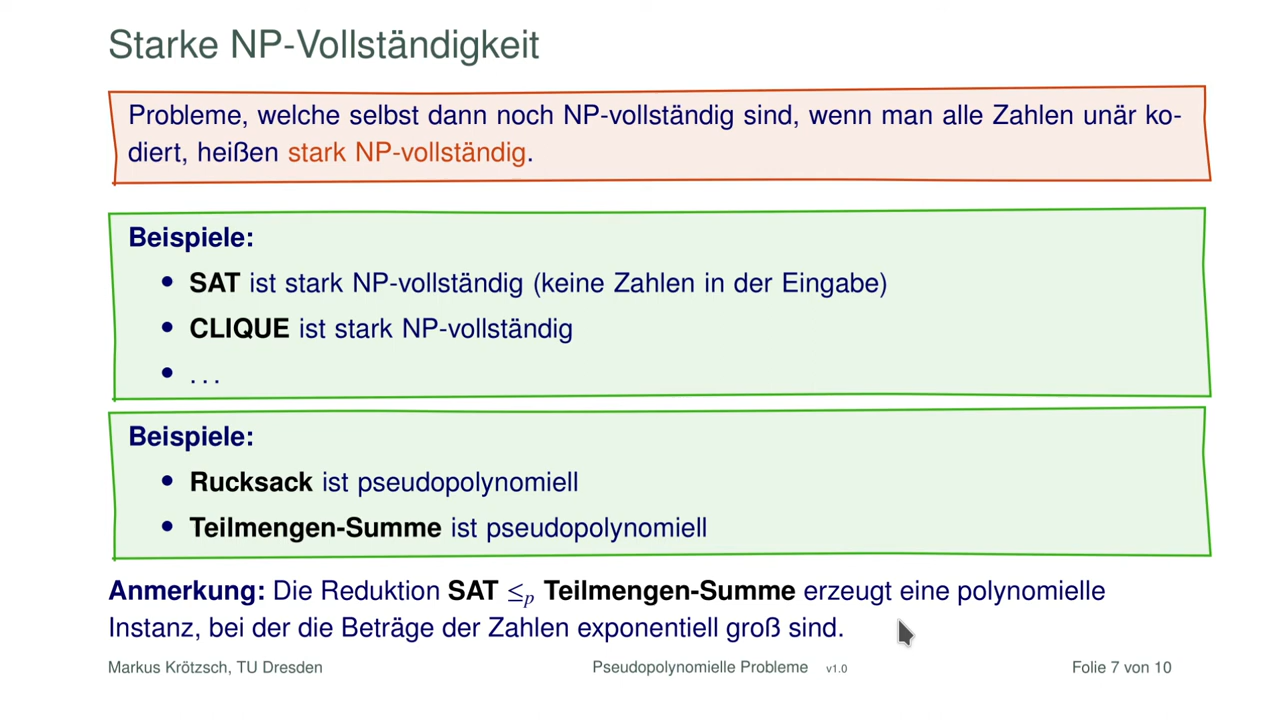 Starke NP-Vollständigkeit
Probleme, welche selbst dann noch NP-vollständig sind, wenn man alle Zahlen unär ko-
diert, heißen stark NP-vollständig.
Beispiele:
• SAT ist stark NP-vollständig (keine Zahlen in der Eingabe)
• CLIQUE ist stark NP-vollständig
• . . .
Beispiele:
• Rucksack ist pseudopolynomiell
• Teilmengen-Summe ist pseudopolynomiell
Anmerkung: Die Reduktion SAT ≤p Teilmengen-Summe erzeugt eine polynomielle
Instanz, bei der die Beträge der Zahlen exponentiell groß sind.
Markus Krötzsch, TU Dresden Pseudopolynomielle Probleme v1.0 Folie 7 von 10